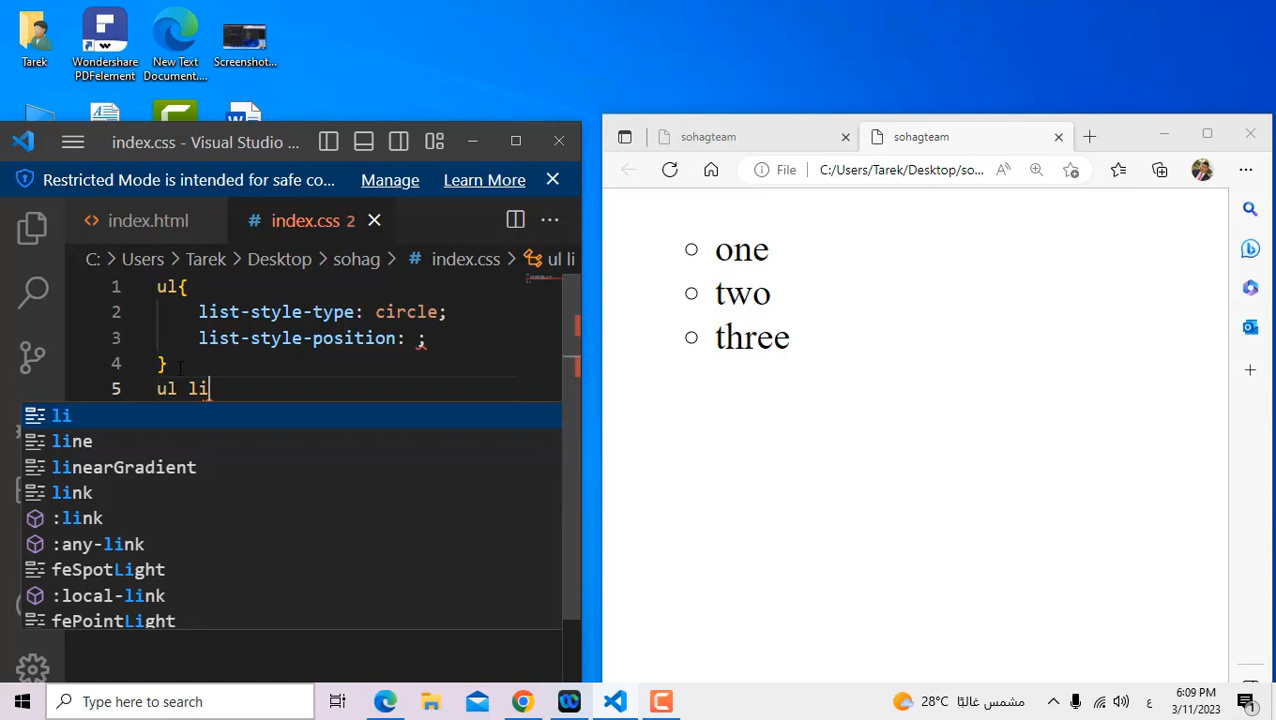 Tarek
Wondershare
PDFelement
New Text
Document....
Screenshot...
index.css - Visual Studio ...
Restricted Mode is intended for safe co...
Manage
Learn More
index.html
index.css 2
C: > Users > Tarek > Desktop > sohag > # index.css > ul li
1 ul{
2 list-style-type: circle;
3 list-style-position: ;
4 }
5 ul li
li
line
linearGradient
link
:link
:any-link
feSpotLight
:local-link
fePointLight
sohagteam
sohagteam
File
C:/Users/Tarek/Desktop/so...
one
two
three
Type here to search
28°C مشمس غالبًا
ع
6:09 PM
3/11/2023
1